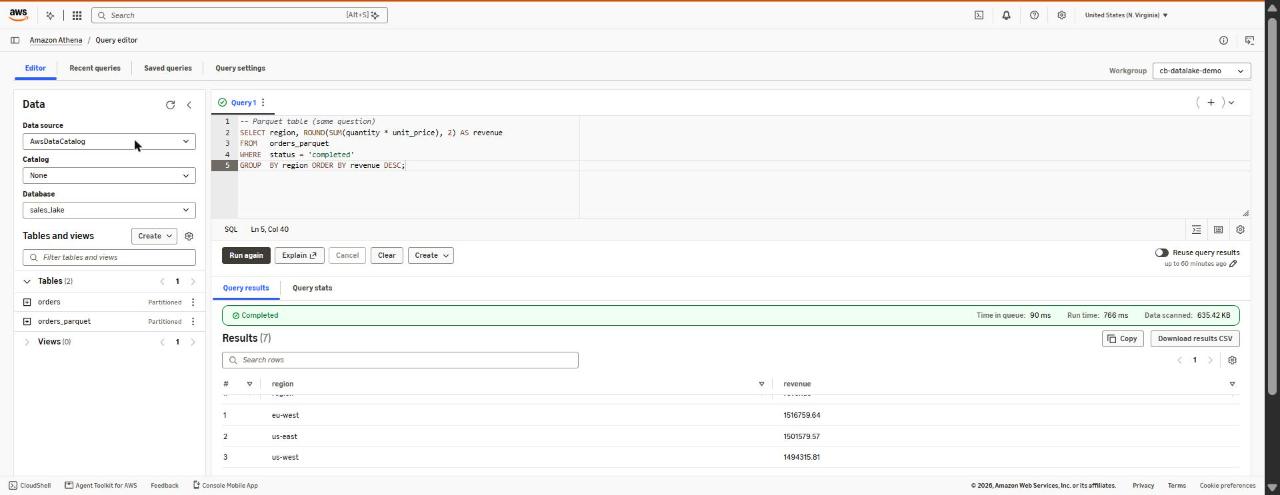 aws Search [Alt+S] United States (N. Virginia)
Amazon Athena / Query editor
Editor Recent queries Saved queries Query settings Workgroup cb-datalake-demo
Data
Data source
AwsDataCatalog
Catalog
None
Database
sales_lake
Tables and views Create
Filter tables and views
Tables (2) 1
orders Partitioned
orders_parquet Partitioned
Views (0) 1
Query 1
1 -- Parquet table (same question)
2 SELECT region, ROUND(SUM(quantity * unit_price), 2) AS revenue
3 FROM orders_parquet
4 WHERE status = 'completed'
5 GROUP BY region ORDER BY revenue DESC;
SQL Ln 5, Col 40
Run again Explain Cancel Clear Create Reuse query results
up to 60 minutes ago
Query results Query stats
Completed Time in queue: 90 ms Run time: 766 ms Data scanned: 635.42 KB
Results (7) Copy Download results CSV
Search rows 1
# region revenue
1 eu-west 1516759.64
2 us-east 1501579.57
3 us-west 1494315.81
CloudShell Agent Toolkit for AWS Feedback Console Mobile App © 2026, Amazon Web Services, Inc. or its affiliates. Privacy Terms Cookie preferences